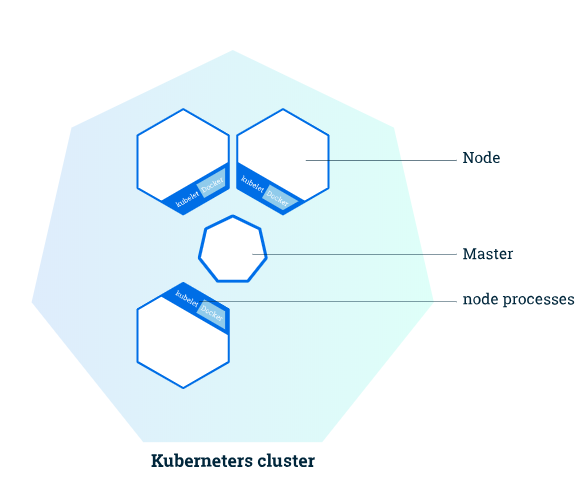 Node
kubelet
Docker
kubelet
Docker
Master
node processes
kubelet
Docker
Kuberneters cluster